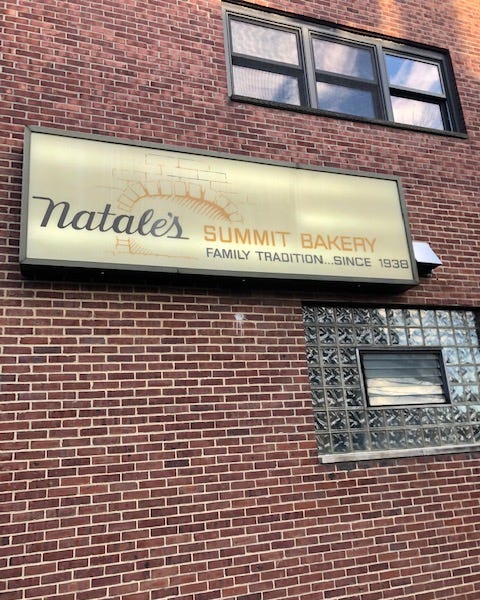 Natale's
SUMMIT BAKERY
FAMILY TRADITION...SINCE 1938